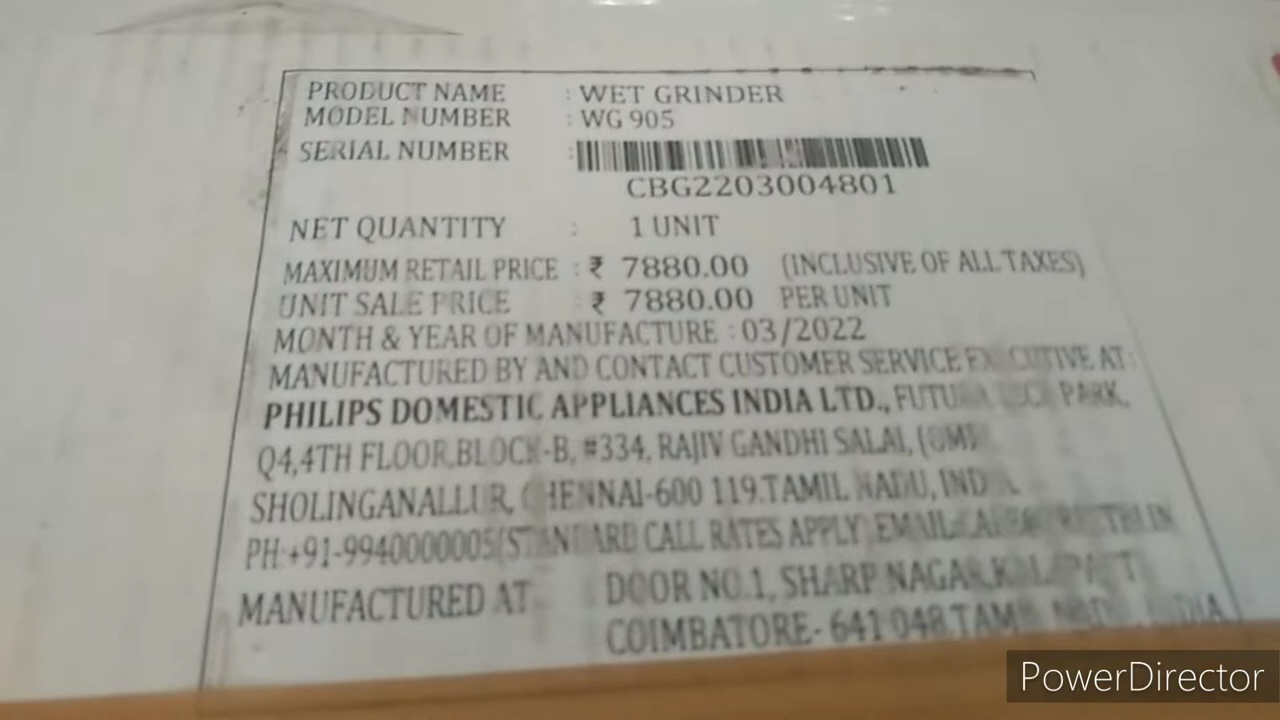 PRODUCT NAME : WET GRINDER
MODEL NUMBER : WG 905
SERIAL NUMBER :
CBG2203004801
NET QUANTITY : 1 UNIT
MAXIMUM RETAIL PRICE : ₹ 7880.00 (INCLUSIVE OF ALL TAXES)
UNIT SALE PRICE : ₹ 7880.00 PER UNIT
MONTH & YEAR OF MANUFACTURE : 03/2022
MANUFACTURED BY AND CONTACT CUSTOMER SERVICE EXECUTIVE AT:
PHILIPS DOMESTIC APPLIANCES INDIA LTD., PARK,
Q4,4TH FLOOR,BLOCK-B, #334, RAJIV GANDHI SALAI, (OMR
SHOLINGANALLUR, CHENNAI-600 119.TAMIL NADU, INDIA.
PH:+91-9940000005(STANDARD CALL RATES APPLY) EMAIL:
MANUFACTURED AT DOOR NO.1, SHARP NAGAR,
COIMBATORE- 641 048,TAMIL NADU, INDIA
PowerDirector